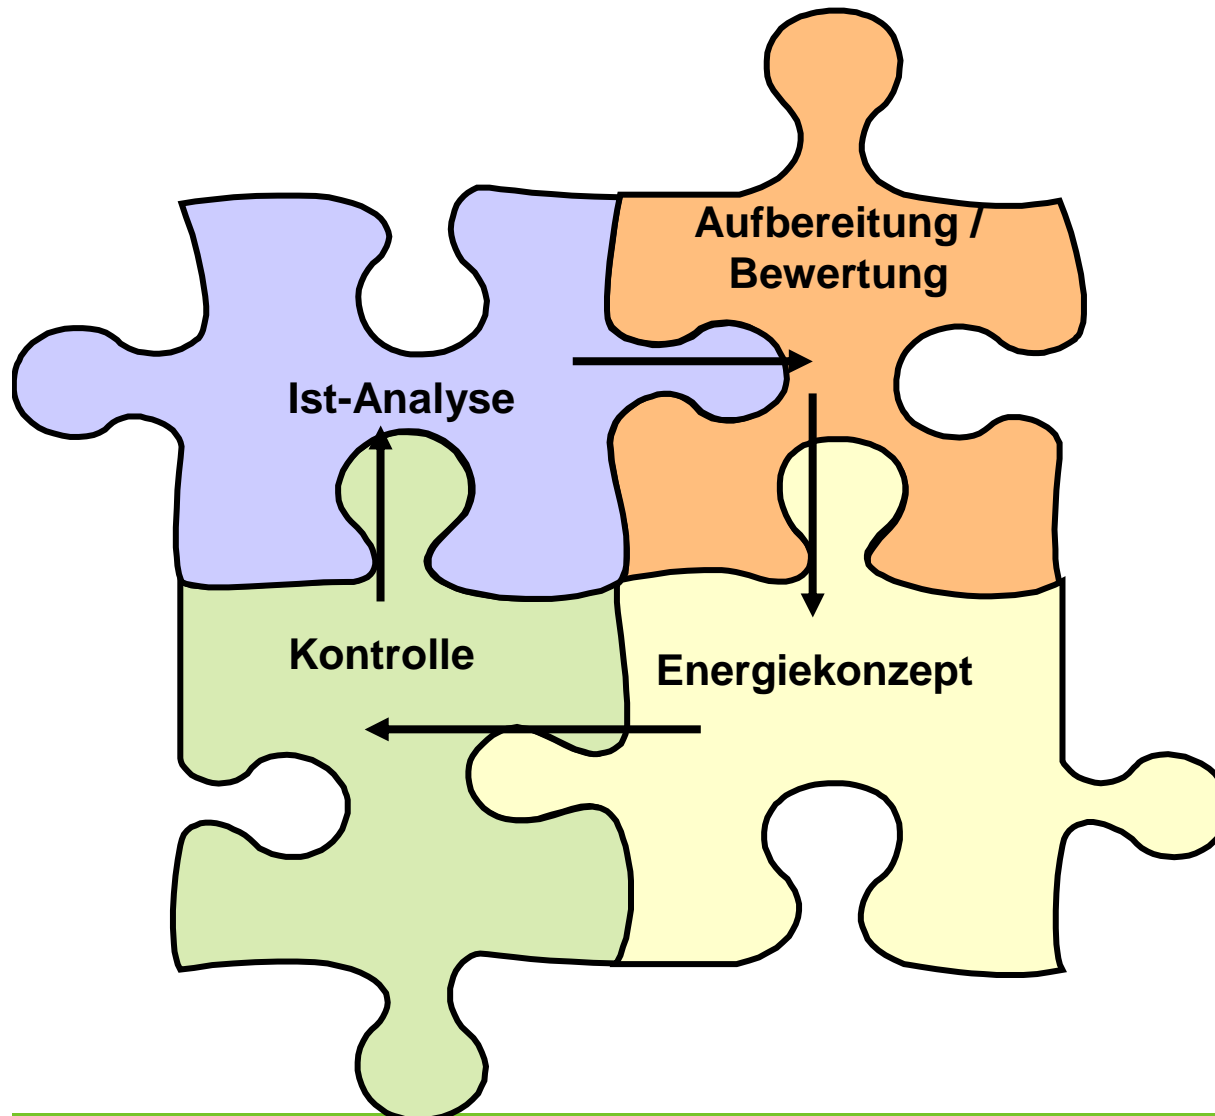 Aufbereitung /
Bewertung
Ist-Analyse
Kontrolle
Energiekonzept